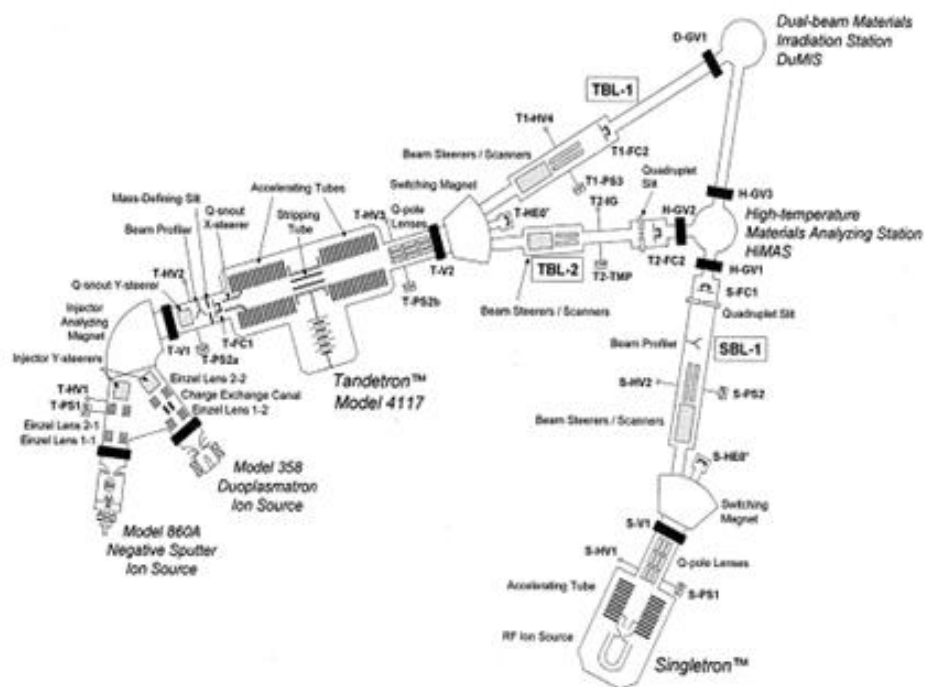 Dual-beam Materials
Irradiation Station
DuMIS
D-GV1
TBL-1
T1-HV4
Beam Steerers / Scanners
T1-FC2
Switching Magnet
T1-PS3
Quadruplet
Slit
Accelerating Tubes
Mass-Defining Slit
Q-snout
X-steerer
Stripping
Tube
T-HV3
Q-pole
Lenses
T-HE0°
T2-IG
H-GV2
H-GV3
High-temperature
Materials Analyzing Station
HiMAS
Beam Profiler
T-HV2
Q-snout Y-steerer
T-V2
TBL-2
T2-FC2
T2-TMP
H-GV1
S-FC1
Quadruplet Slit
Injector
Analyzing
Magnet
T-PS2b
Beam Steerers / Scanners
T-V1
T-FC1
T-PS2a
Beam Profiler
SBL-1
Injector Y-steerers
Einzel Lens 2-2
Tandetron™
Model 4117
T-HV1
Charge Exchange Canal
T-PS1
Einzel Lens 1-2
S-HV2
S-PS2
Einzel Lens 2-1
Einzel Lens 1-1
Beam Steerers / Scanners
Model 358
Duoplasmatron
Ion Source
S-HE0°
Switching
Magnet
Model 860A
Negative Sputter
Ion Source
S-V1
S-HV1
Q-pole Lenses
Accelerating Tube
S-PS1
RF Ion Source
Singletron™